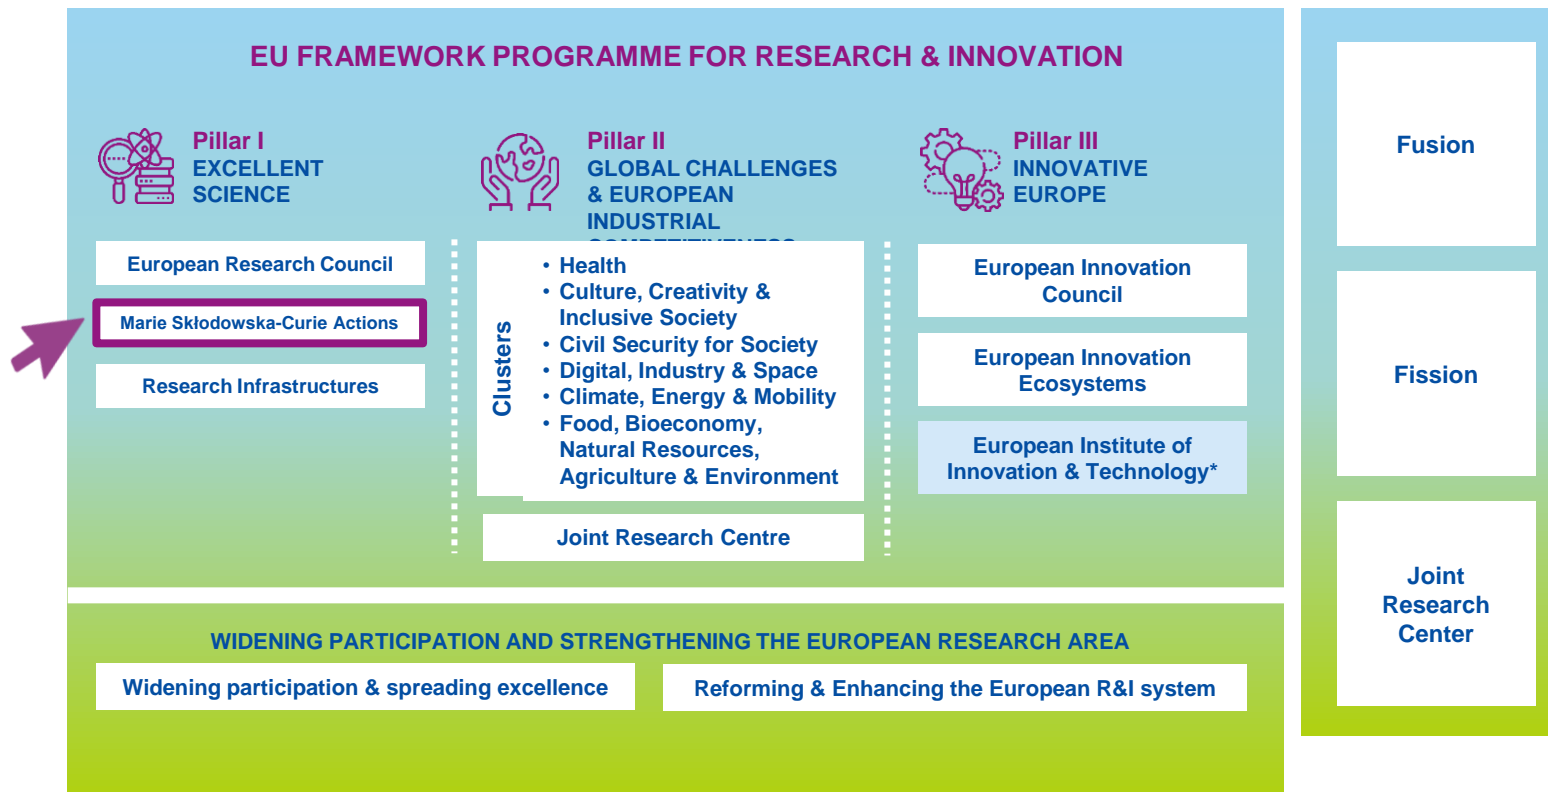 EU FRAMEWORK PROGRAMME FOR RESEARCH & INNOVATION
Pillar I
EXCELLENT
SCIENCE
European Research Council
Marie Skłodowska-Curie Actions
Research Infrastructures
Pillar II
GLOBAL CHALLENGES
& EUROPEAN
INDUSTRIAL
COMPETITIVENESS
Clusters
• Health
• Culture, Creativity &
Inclusive Society
• Civil Security for Society
• Digital, Industry & Space
• Climate, Energy & Mobility
• Food, Bioeconomy,
Natural Resources,
Agriculture & Environment
Joint Research Centre
Pillar III
INNOVATIVE
EUROPE
European Innovation
Council
European Innovation
Ecosystems
European Institute of
Innovation & Technology*
WIDENING PARTICIPATION AND STRENGTHENING THE EUROPEAN RESEARCH AREA
Widening participation & spreading excellence
Reforming & Enhancing the European R&I system
Fusion
Fission
Joint
Research
Center